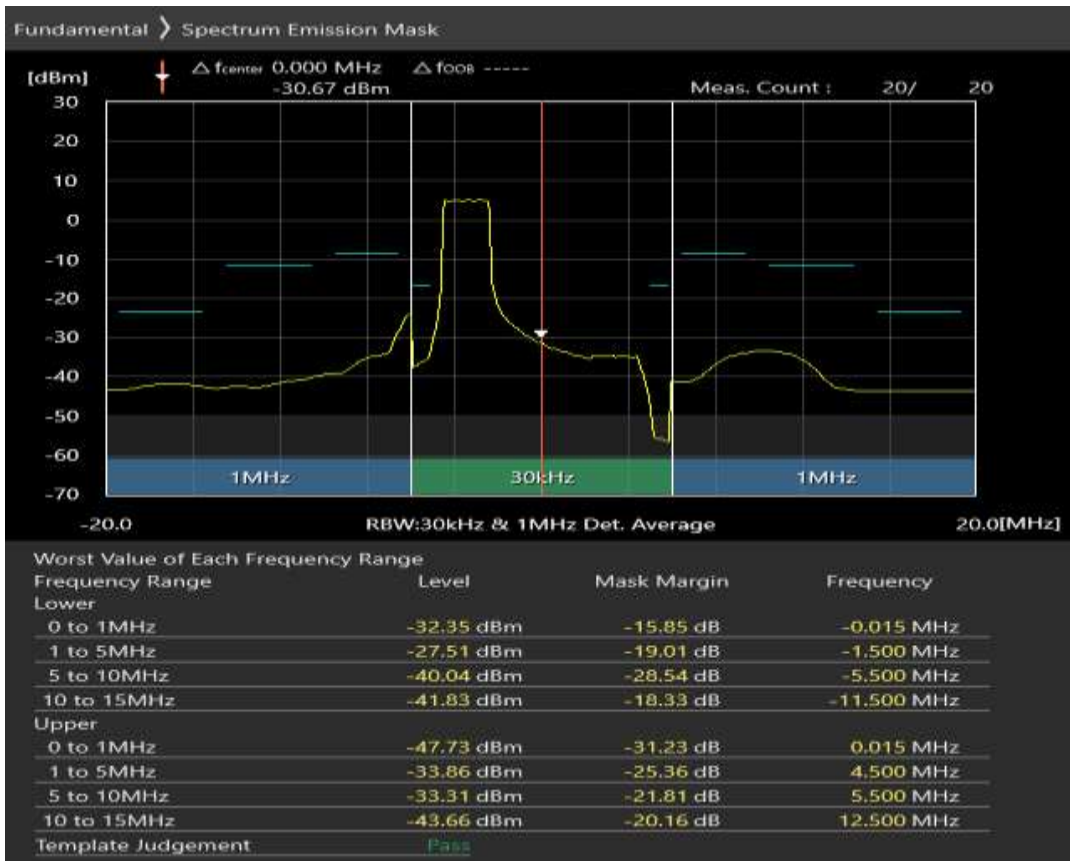 Fundamental ❯ Spectrum Emission Mask
[dBm] △ fcenter 0.000 MHz △ fOOB -----
-30.67 dBm Meas. Count : 20/ 20
30
20
10
0
-10
-20
-30
-40
-50
-60
-70
1MHz 30kHz 1MHz
-20.0 RBW:30kHz & 1MHz Det. Average 20.0[MHz]
Worst Value of Each Frequency Range
Frequency Range Level Mask Margin Frequency
Lower
0 to 1MHz -32.35 dBm -15.85 dB -0.015 MHz
1 to 5MHz -27.51 dBm -19.01 dB -1.500 MHz
5 to 10MHz -40.04 dBm -28.54 dB -5.500 MHz
10 to 15MHz -41.83 dBm -18.33 dB -11.500 MHz
Upper
0 to 1MHz -47.73 dBm -31.23 dB 0.015 MHz
1 to 5MHz -33.86 dBm -25.36 dB 4.500 MHz
5 to 10MHz -33.31 dBm -21.81 dB 5.500 MHz
10 to 15MHz -43.66 dBm -20.16 dB 12.500 MHz
Template Judgement Pass